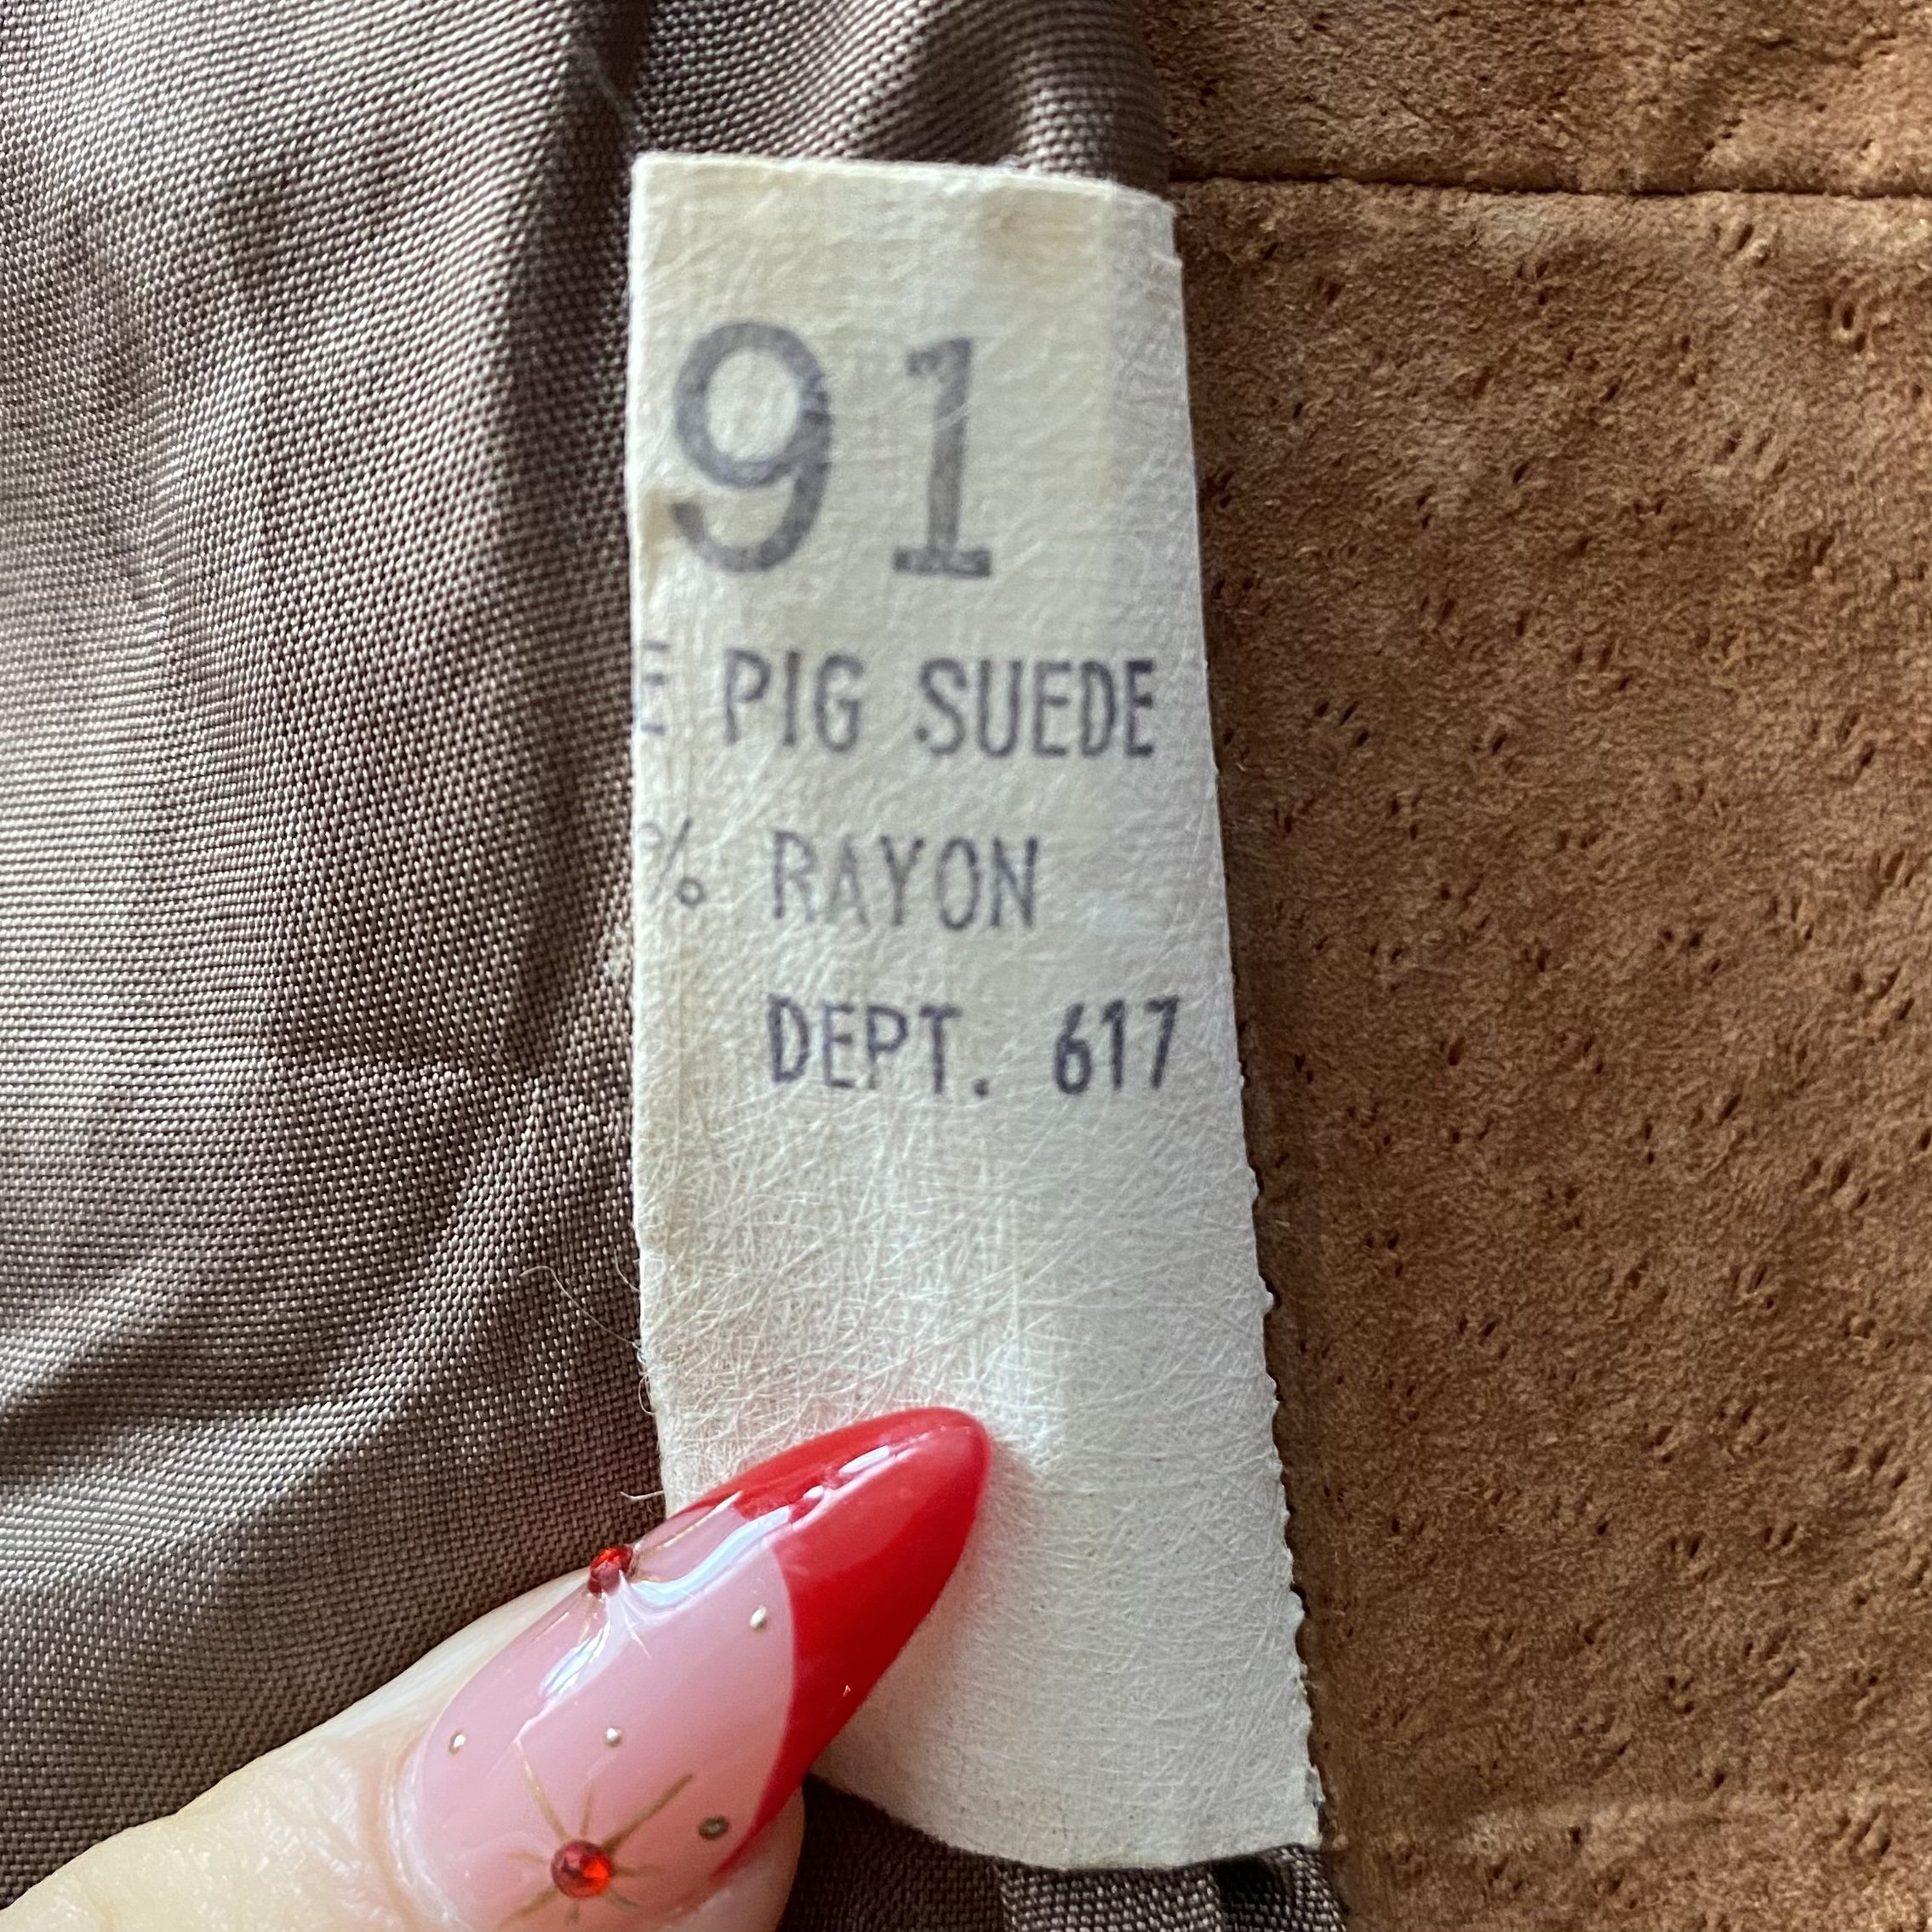 91
E PIG SUEDE
% RAYON
DEPT. 617